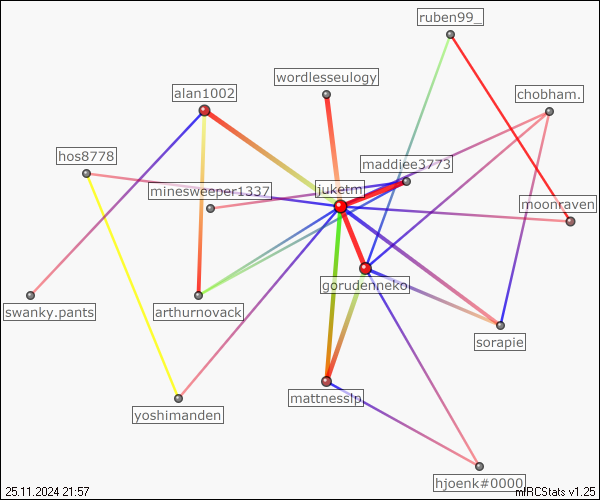 ruben99_
wordlesseulogy
alan1002
chobham.
hos8778
maddiee3773
minesweeper1337
jukern
moonraven
gorudenneko
swanky.pants
arthurnovack
sorapie
mattnesslp
yoshimanden
hjoenk#0000
25.11.2024 21:57
mIRCStats v1.25